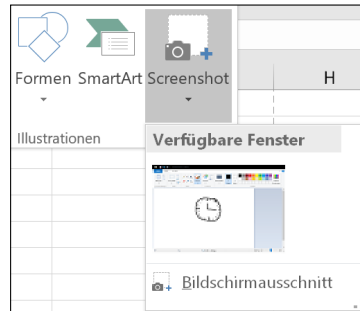 Formen SmartArt Screenshot
H
Illustrationen
Verfügbare Fenster
Bildschirmausschnitt